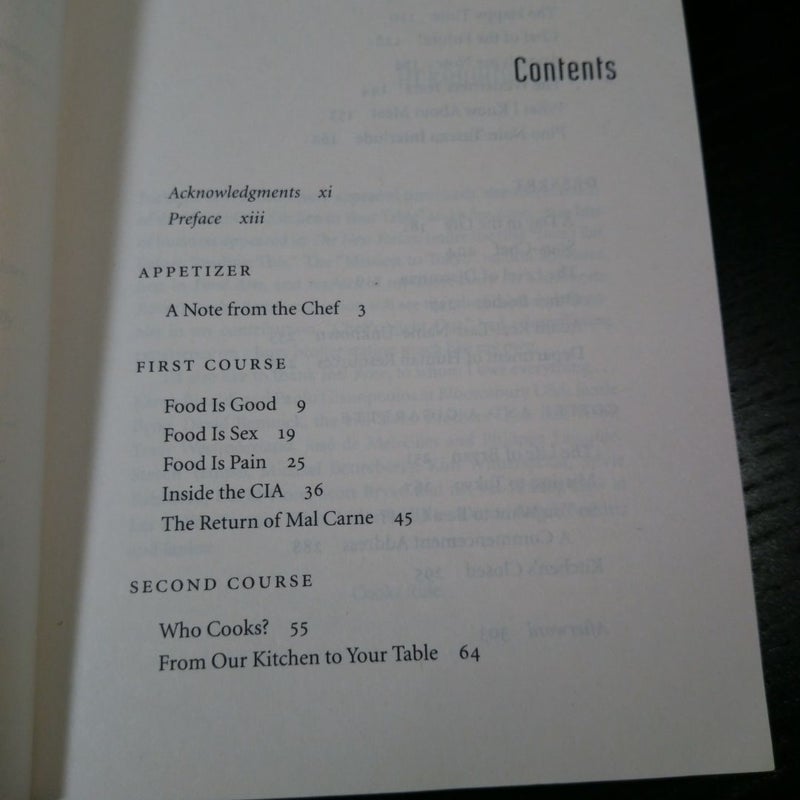 Contents
Acknowledgments xi
Preface xiii
APPETIZER
A Note from the Chef 3
FIRST COURSE
Food Is Good 9
Food Is Sex 19
Food Is Pain 25
Inside the CIA 36
The Return of Mal Carne 45
SECOND COURSE
Who Cooks? 55
From Our Kitchen to Your Table 64